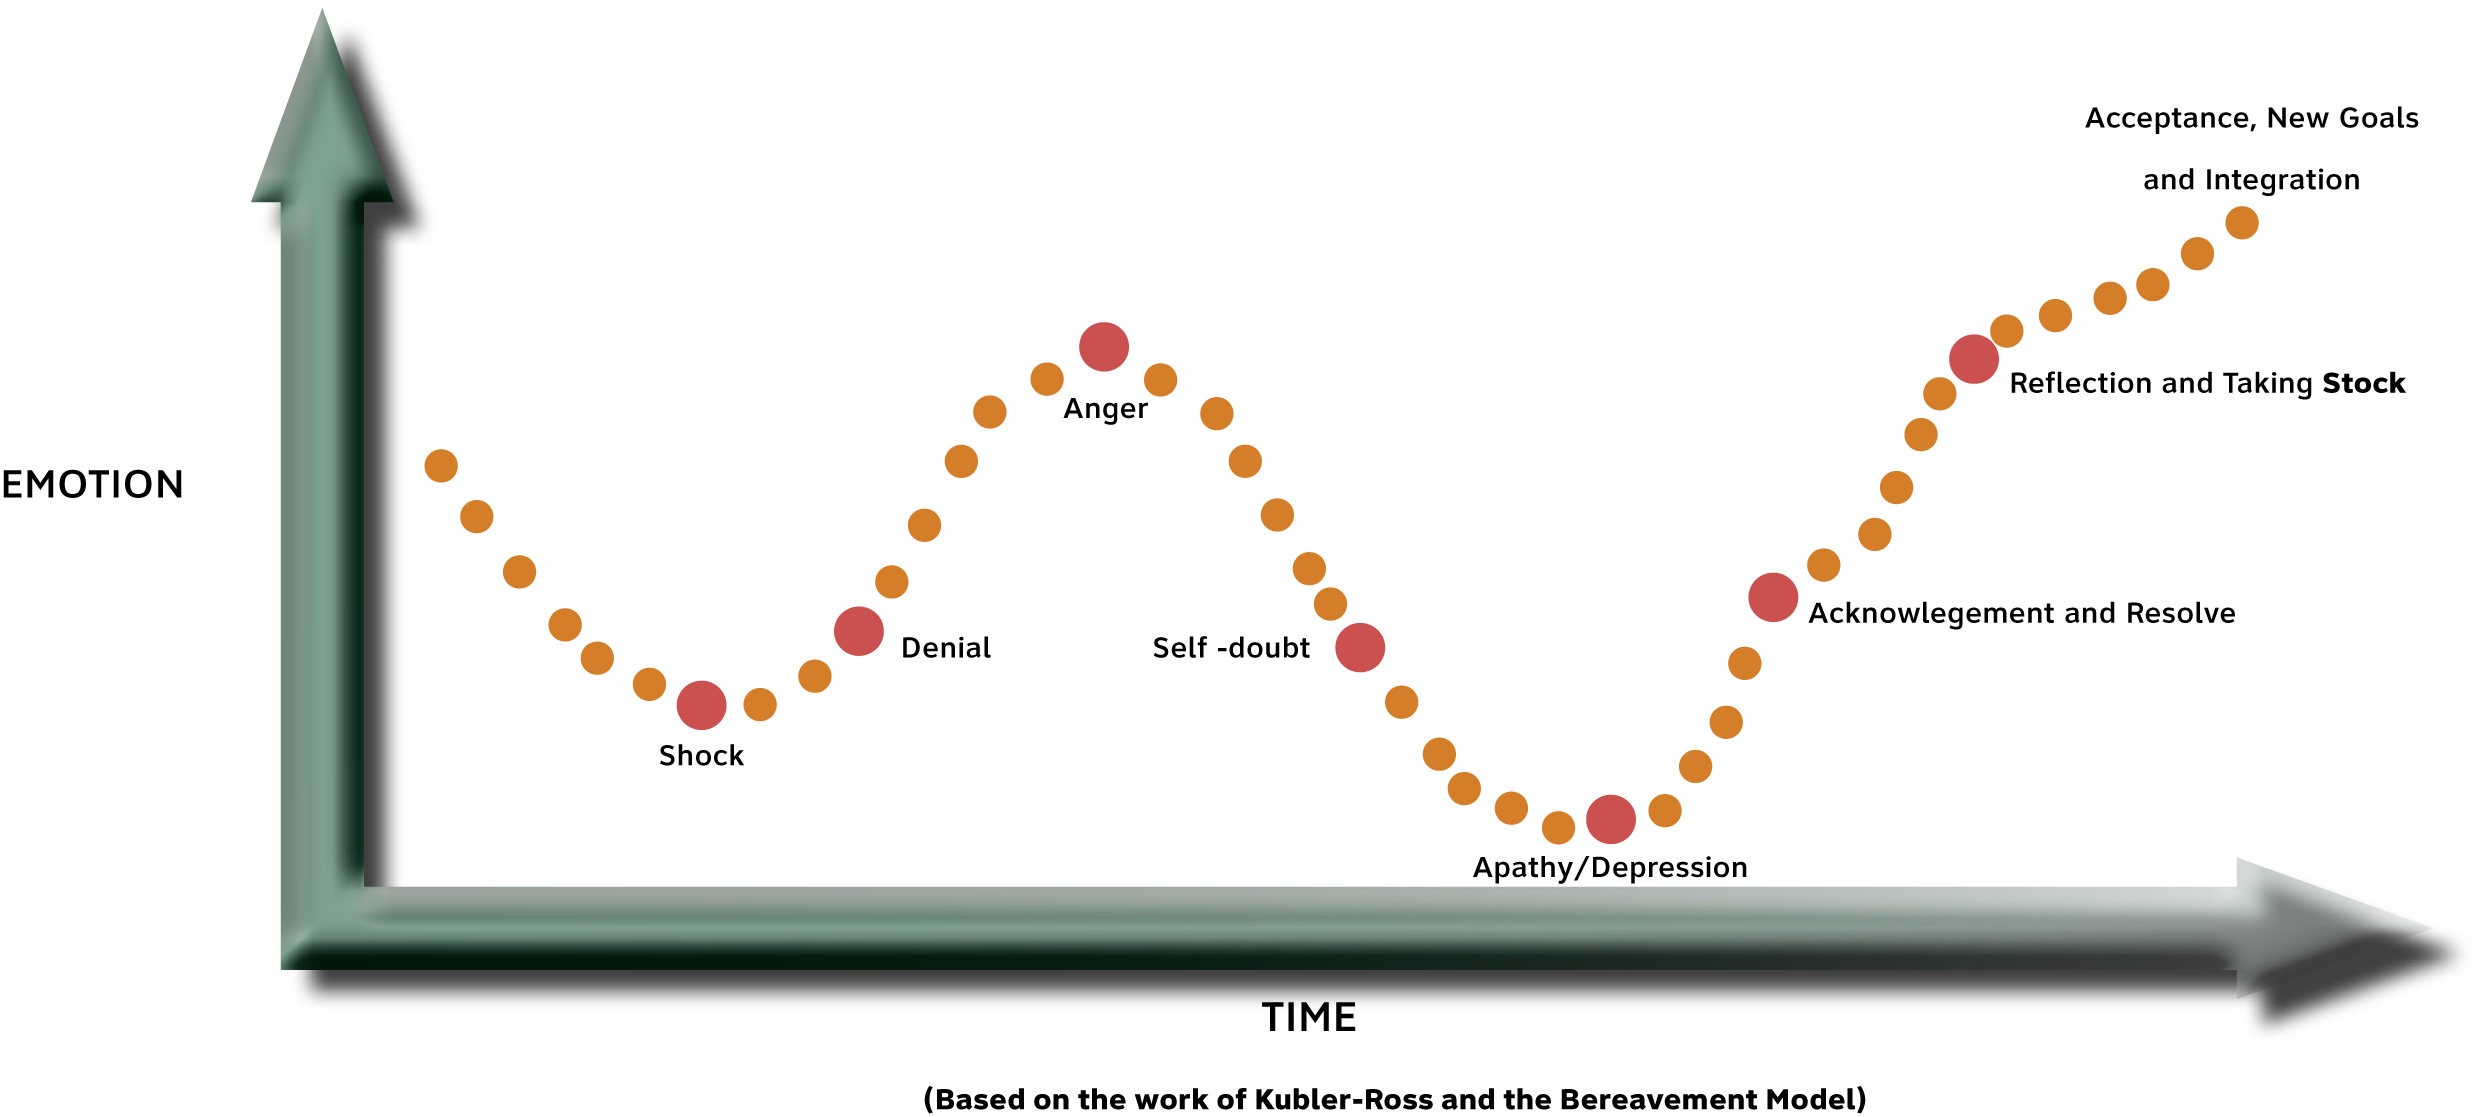 Acceptance, New Goals
and Integration
Reflection and Taking Stock
Anger
EMOTION
Acknowlegement and Resolve
Denial
Self -doubt
Shock
Apathy/Depression
TIME
(Based on the work of Kubler-Ross and the Bereavement Model)